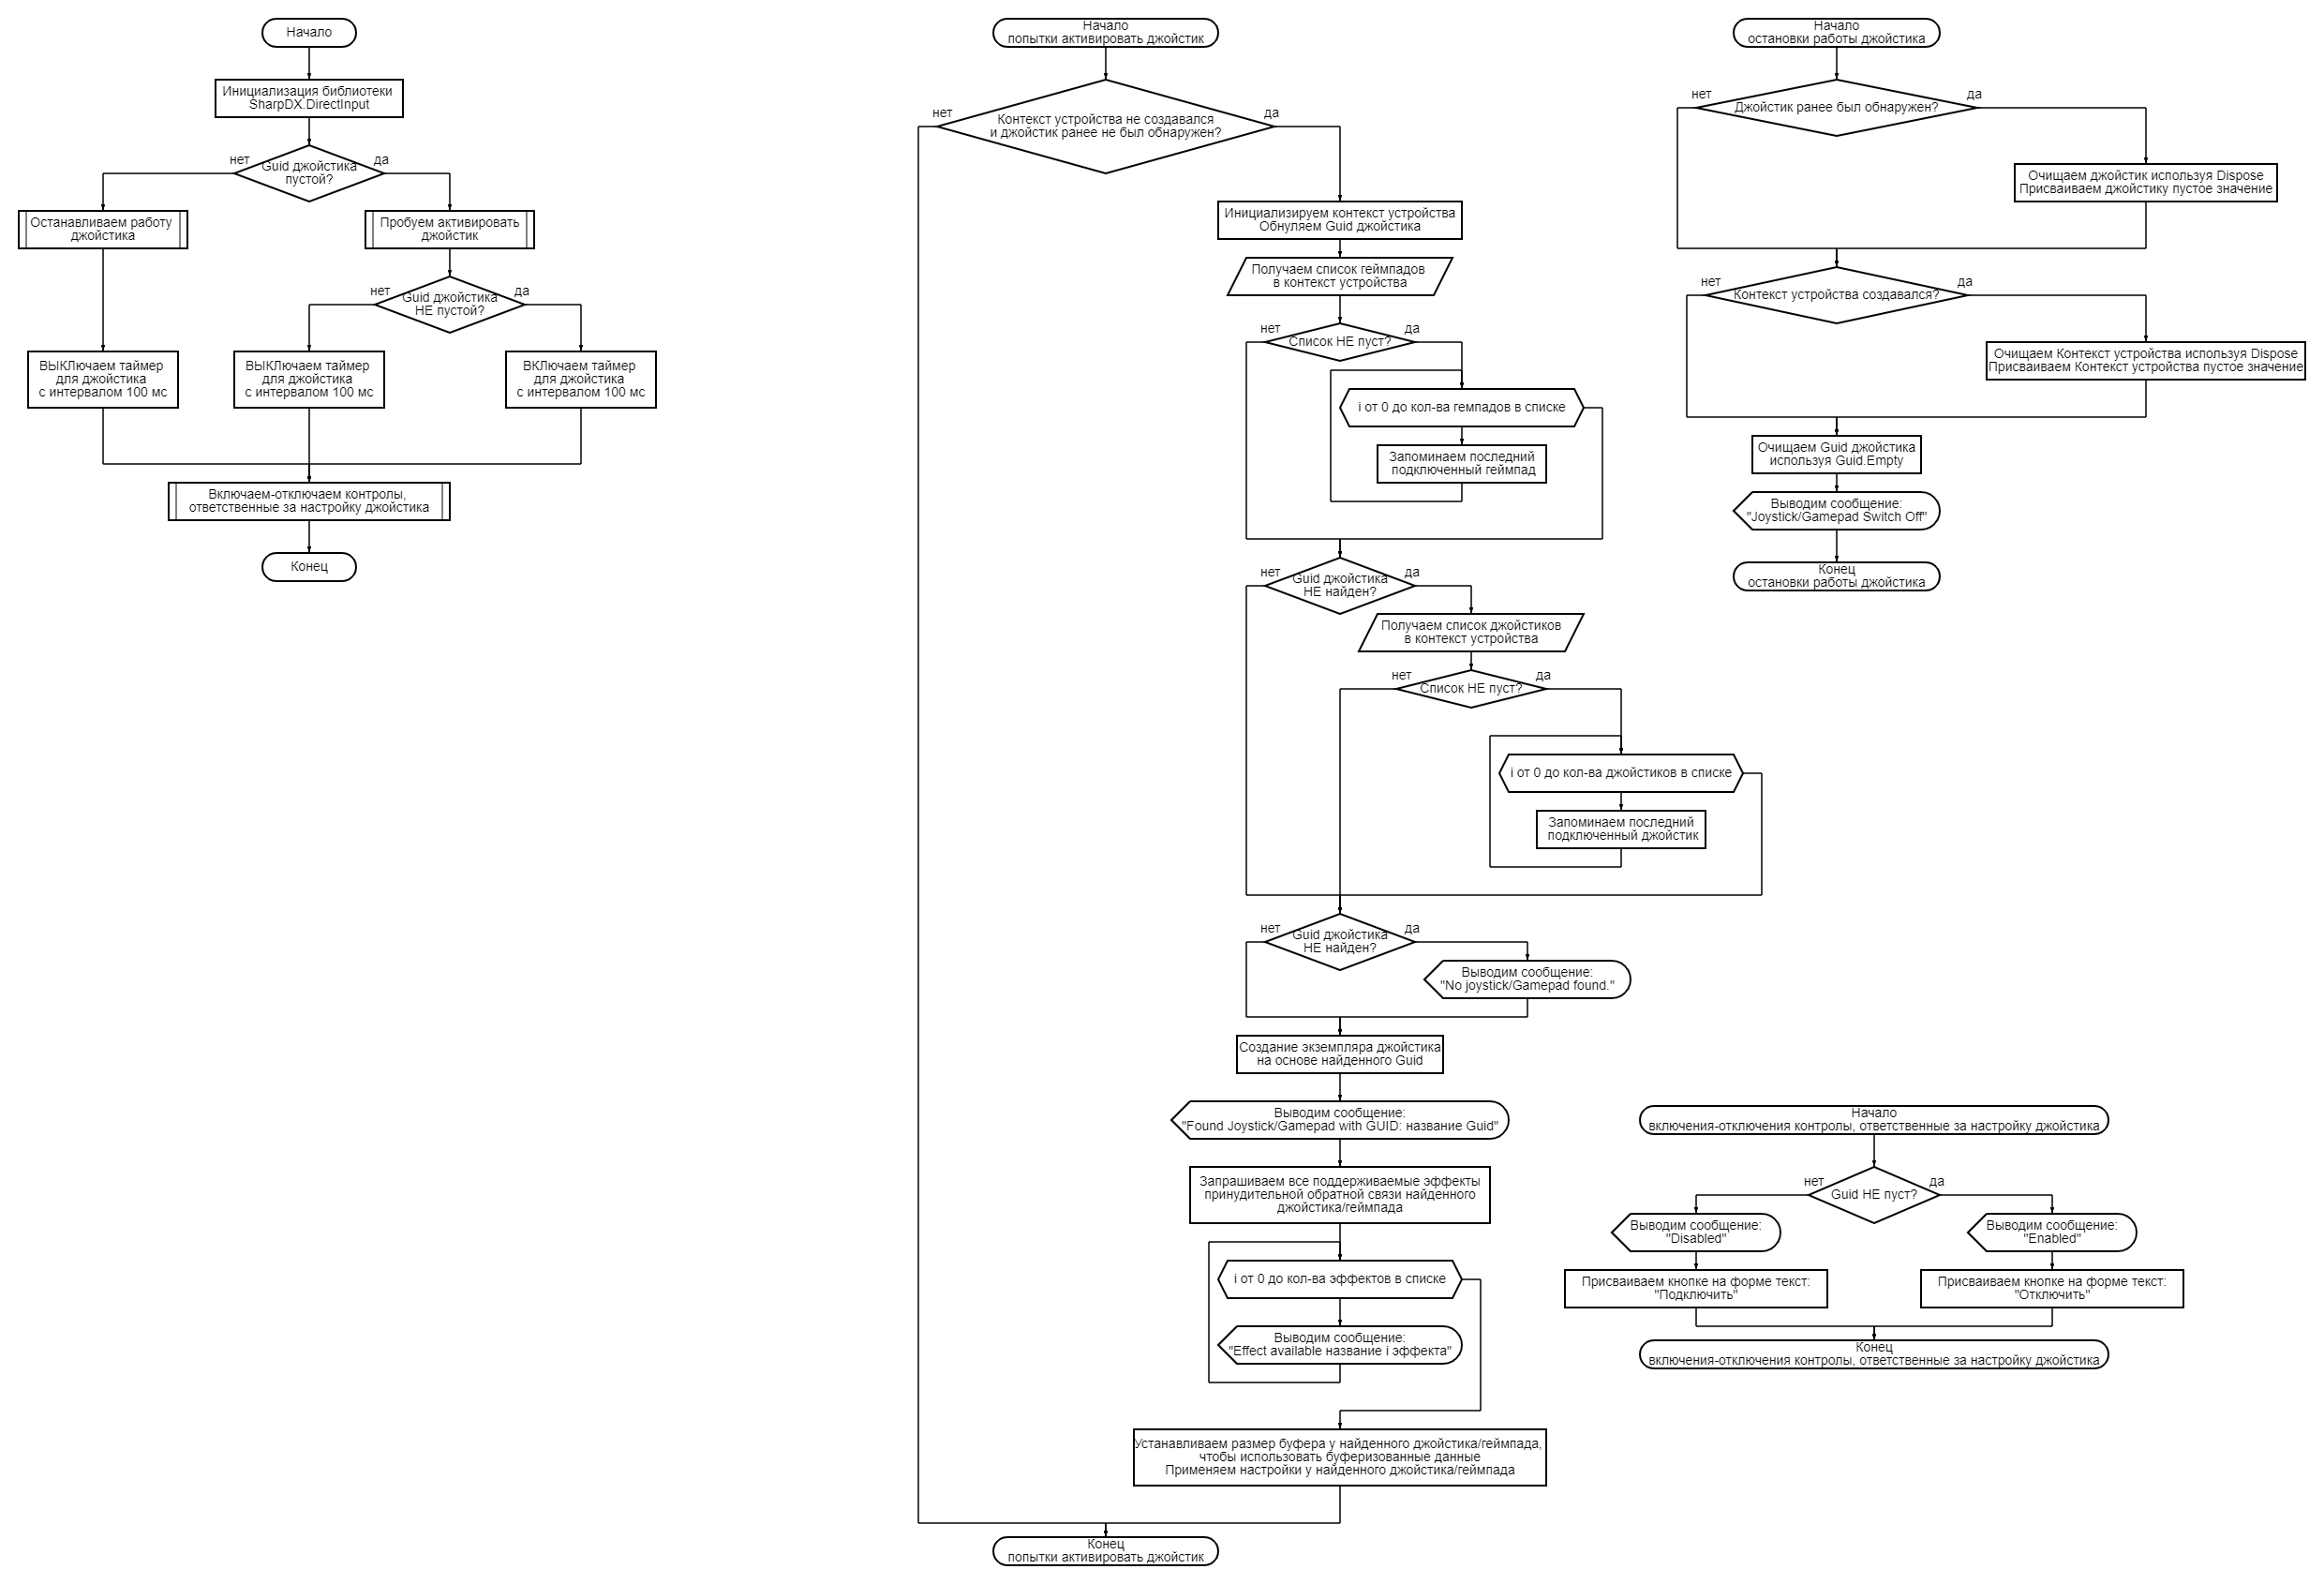 Начало
Инициализация библиотеки
SharpDX.DirectInput
нет
да
Guid джойстика
пустой?
Останавливаем работу
джойстика
Пробуем активировать
джойстик
нет
да
Guid джойстика
НЕ пустой?
ВЫКЛючаем таймер
для джойстика
с интервалом 100 мс
ВЫКЛючаем таймер
для джойстика
с интервалом 100 мс
ВКЛючаем таймер
для джойстика
с интервалом 100 мс
Включаем-отключаем контролы,
ответственные за настройку джойстика
Конец
Начало
попытки активировать джойстик
нет
да
Контекст устройства не создавался
и джойстик ранее не был обнаружен?
Инициализируем контекст устройства
Обнуляем Guid джойстика
Получаем список геймпадов
в контекст устройства
нет
да
Список НЕ пуст?
i от 0 до кол-ва гемпадов в списке
Запоминаем последний
подключенный геймпад
нет
да
Guid джойстика
НЕ найден?
Получаем список джойстиков
в контекст устройства
нет
да
Список НЕ пуст?
i от 0 до кол-ва джойстиков в списке
Запоминаем последний
подключенный джойстик
нет
да
Guid джойстика
НЕ найден?
Выводим сообщение:
"No joystick/Gamepad found."
Создание экземпляра джойстика
на основе найденного Guid
Выводим сообщение:
"Found Joystick/Gamepad with GUID: название Guid"
Запрашиваем все поддерживаемые эффекты
принудительной обратной связи найденного
джойстика/геймпада
i от 0 до кол-ва эффектов в списке
Выводим сообщение:
"Effect available название i эффекта"
Устанавливаем размер буфера у найденного джойстика/геймпада,
чтобы использовать буферизованные данные
Применяем настройки у найденного джойстика/геймпада
Конец
попытки активировать джойстик
Начало
остановки работы джойстика
нет
да
Джойстик ранее был обнаружен?
Очищаем джойстик используя Dispose
Присваиваем джойстику пустое значение
нет
да
Контекст устройства создавался?
Очищаем Контекст устройства используя Dispose
Присваиваем Контекст устройства пустое значение
Очищаем Guid джойстика
используя Guid.Empty
Выводим сообщение:
"Joystick/Gamepad Switch Off"
Конец
остановки работы джойстика
Начало
включения-отключения контролы, ответственные за настройку джойстика
нет
да
Guid НЕ пуст?
Выводим сообщение:
"Disabled"
Выводим сообщение:
"Enabled"
Присваиваем кнопке на форме текст:
"Подключить"
Присваиваем кнопке на форме текст:
"Отключить"
Конец
включения-отключения контролы, ответственные за настройку джойстика